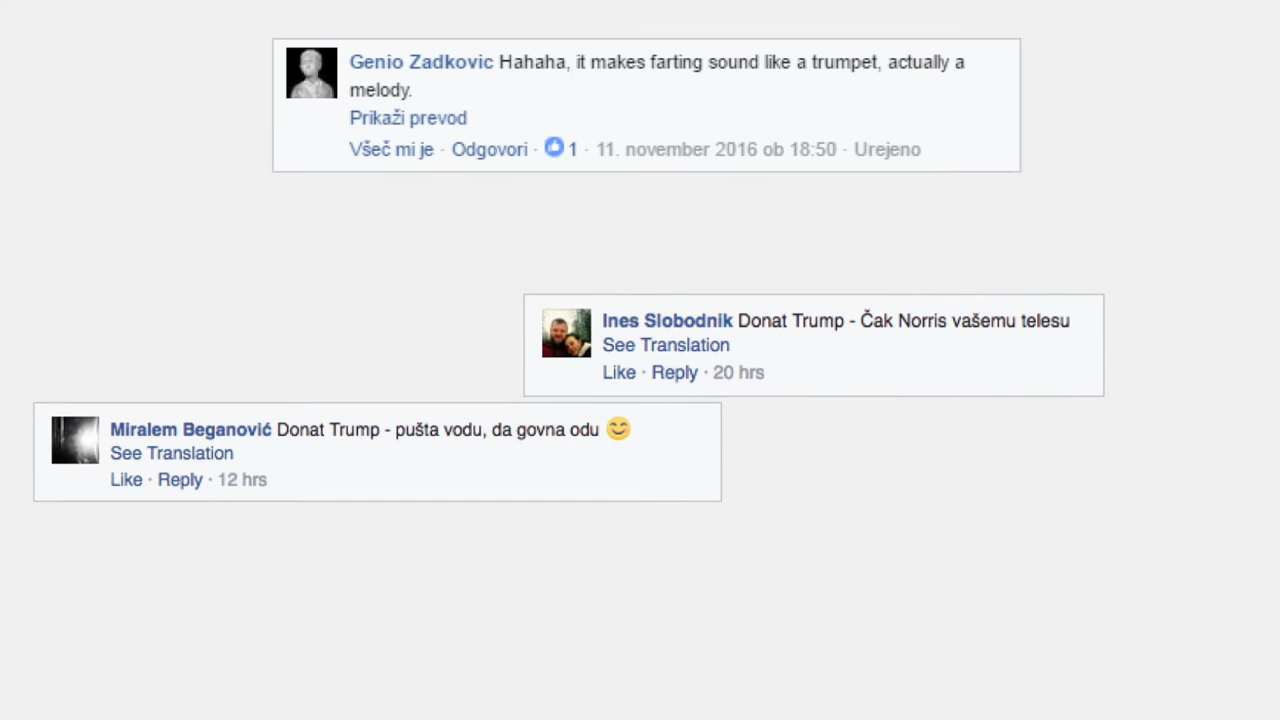 Genio Zadkovic Hahaha, it makes farting sound like a trumpet, actually a
melody.
Prikaži prevod
Všeč mi je · Odgovori · 1 · 11. november 2016 ob 18:50 · Urejeno
Ines Slobodnik Donat Trump - Čak Norris vašemu telesu
See Translation
Like · Reply · 20 hrs
Miralem Beganović Donat Trump - pušta vodu, da govna odu 😊
See Translation
Like · Reply · 12 hrs